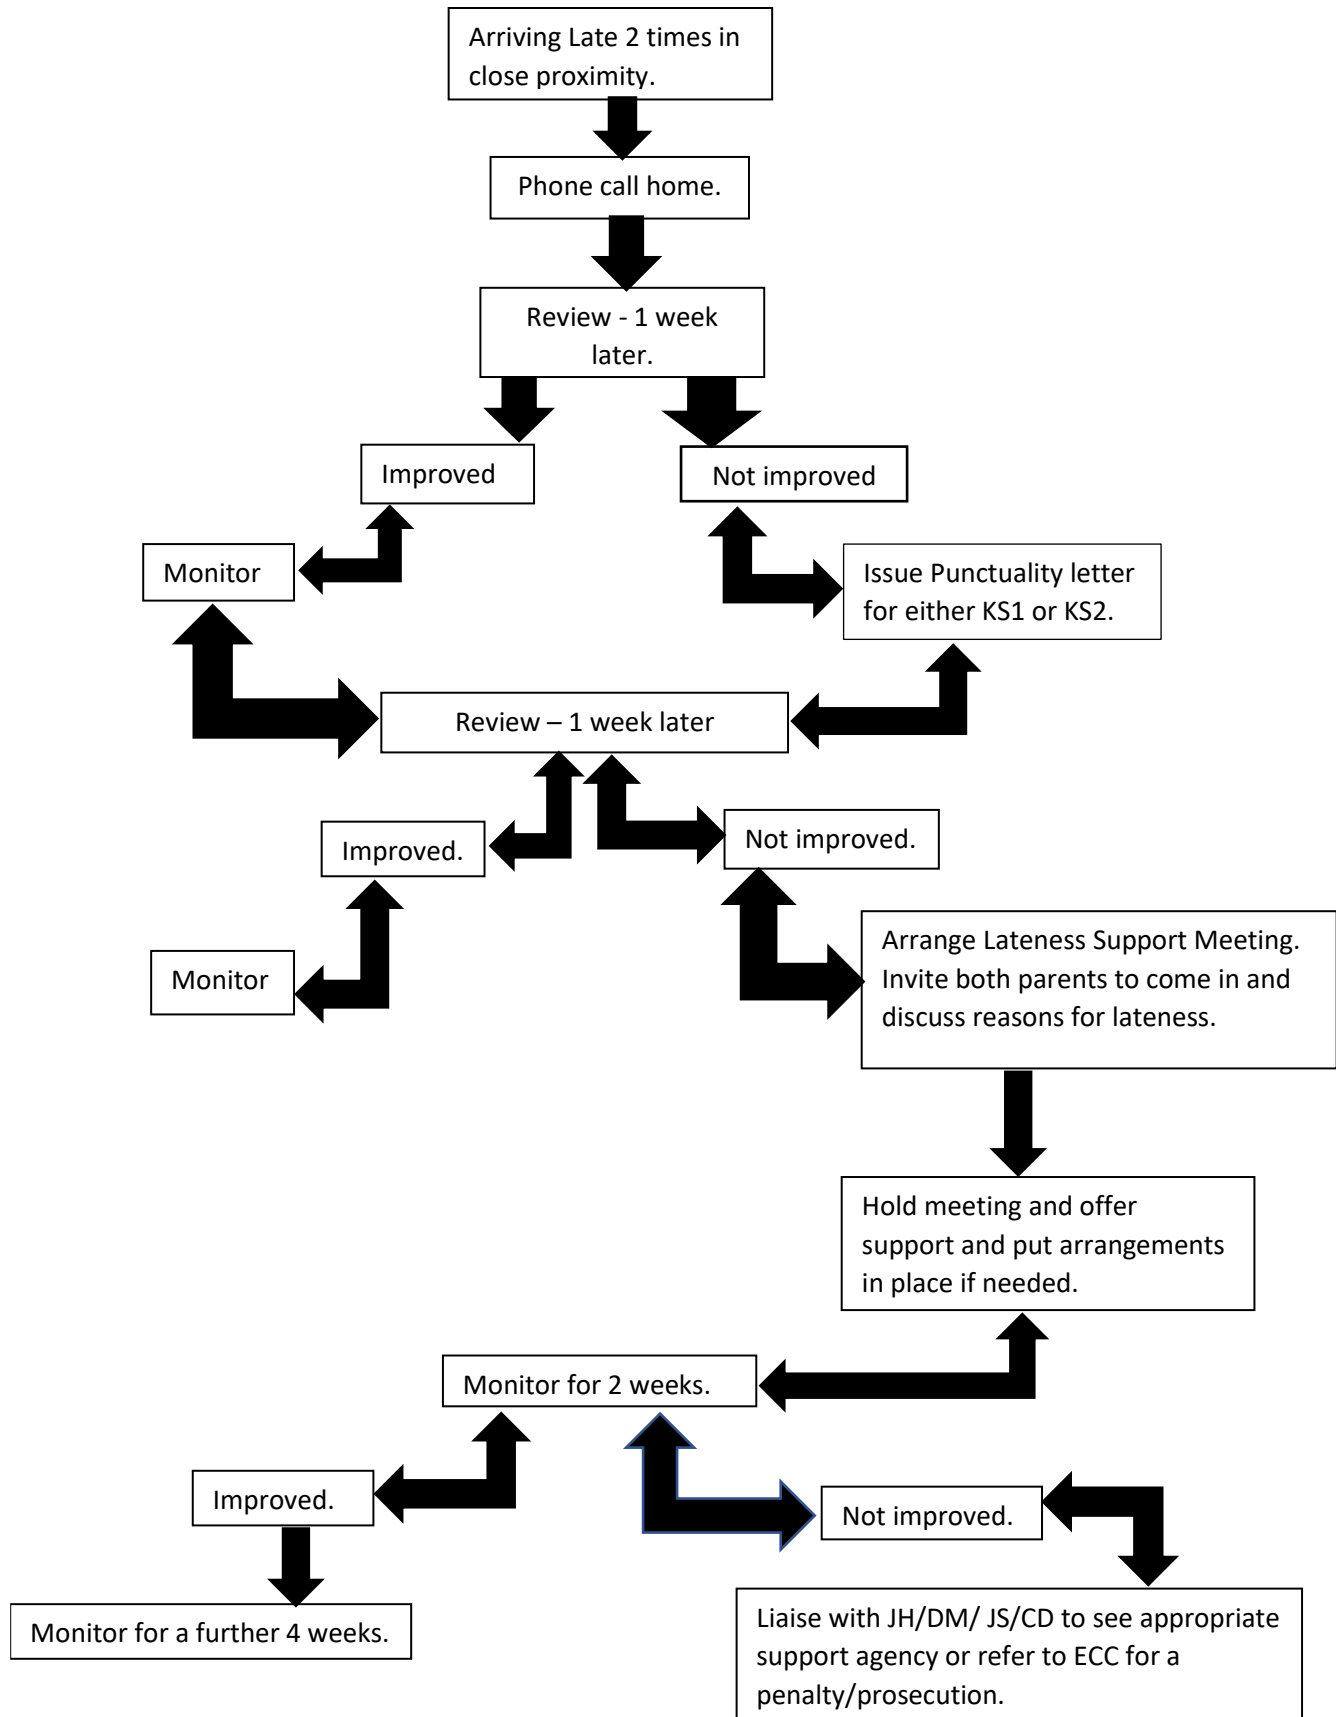 Arriving Late 2 times in
close proximity.
Phone call home.
Review - 1 week
later.
Improved
Not improved
Monitor
Issue Punctuality letter
for either KS1 or KS2.
Review – 1 week later
Improved.
Not improved.
Monitor
Arrange Lateness Support Meeting.
Invite both parents to come in and
discuss reasons for lateness.
Hold meeting and offer
support and put arrangements
in place if needed.
Monitor for 2 weeks.
Improved.
Not improved.
Monitor for a further 4 weeks.
Liaise with JH/DM/ JS/CD to see appropriate
support agency or refer to ECC for a
penalty/prosecution.